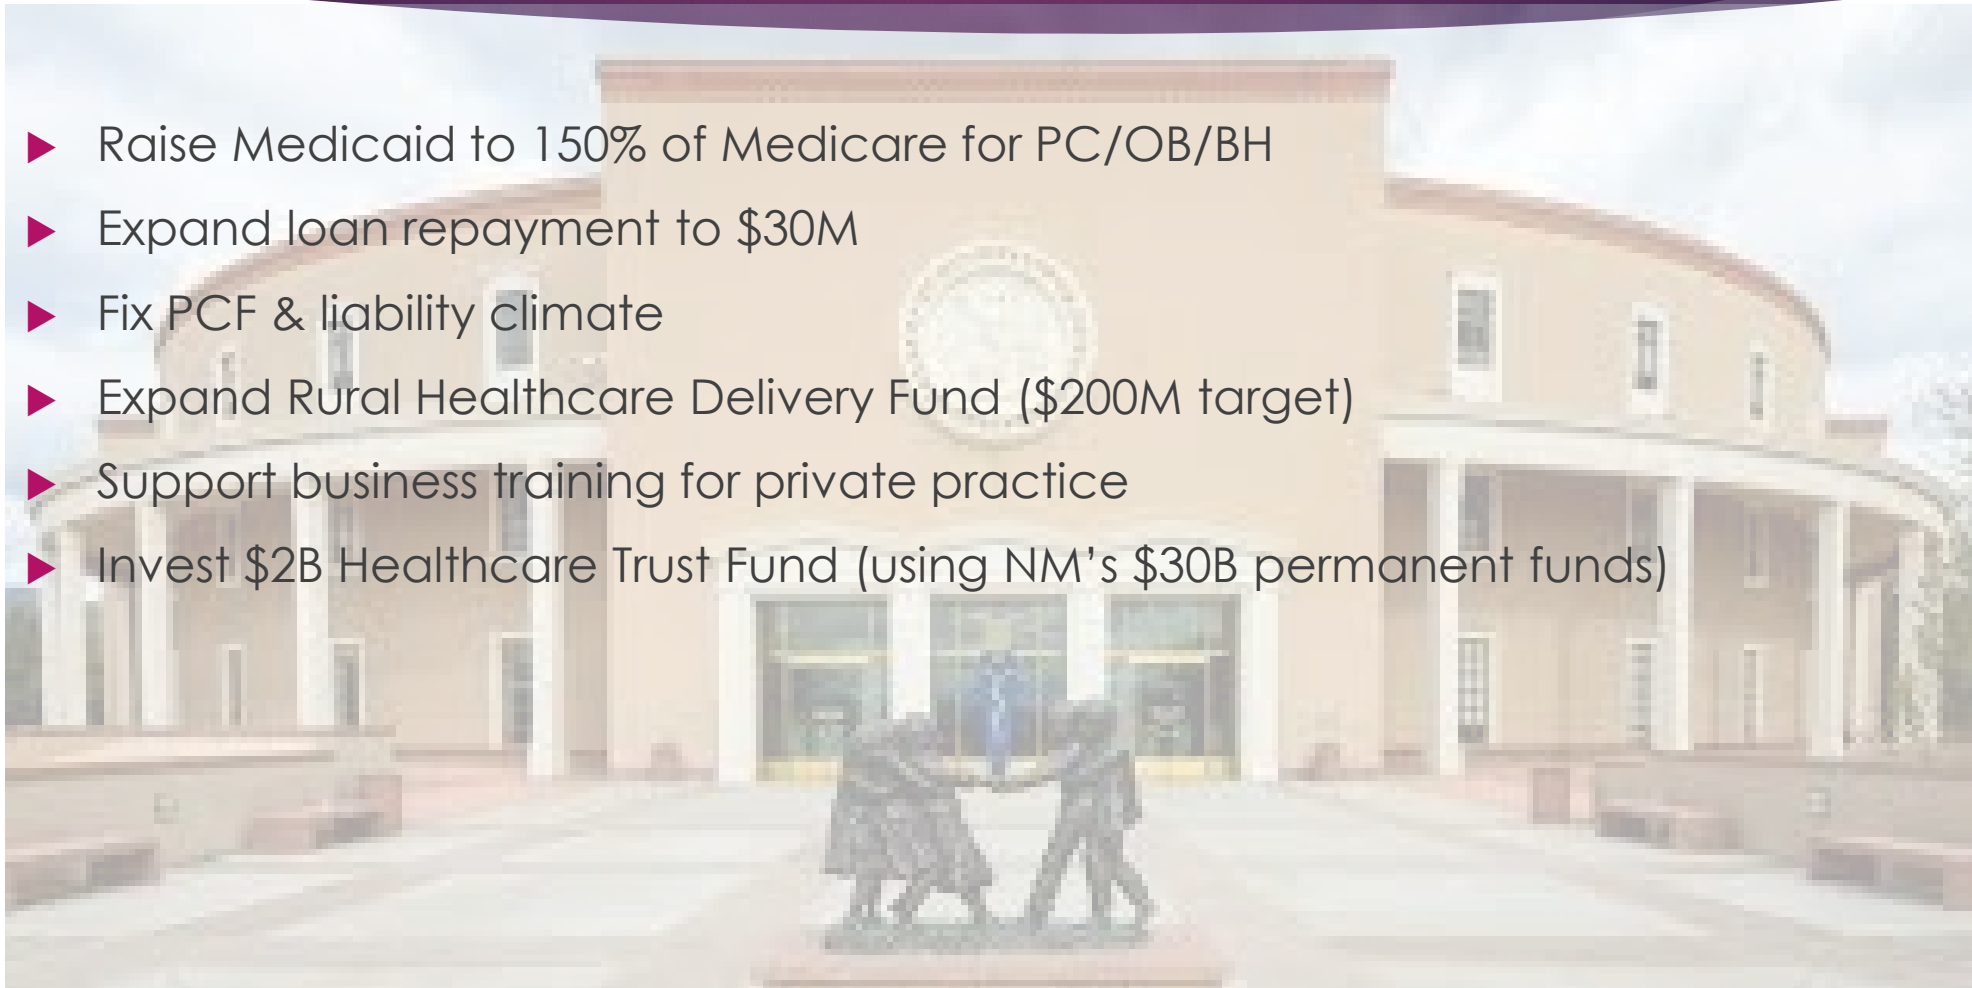 Raise Medicaid to 150% of Medicare for PC/OB/BH
Expand loan repayment to $30M
Fix PCF & liability climate
Expand Rural Healthcare Delivery Fund ($200M target)
Support business training for private practice
Invest $2B Healthcare Trust Fund (using NM’s $30B permanent funds)